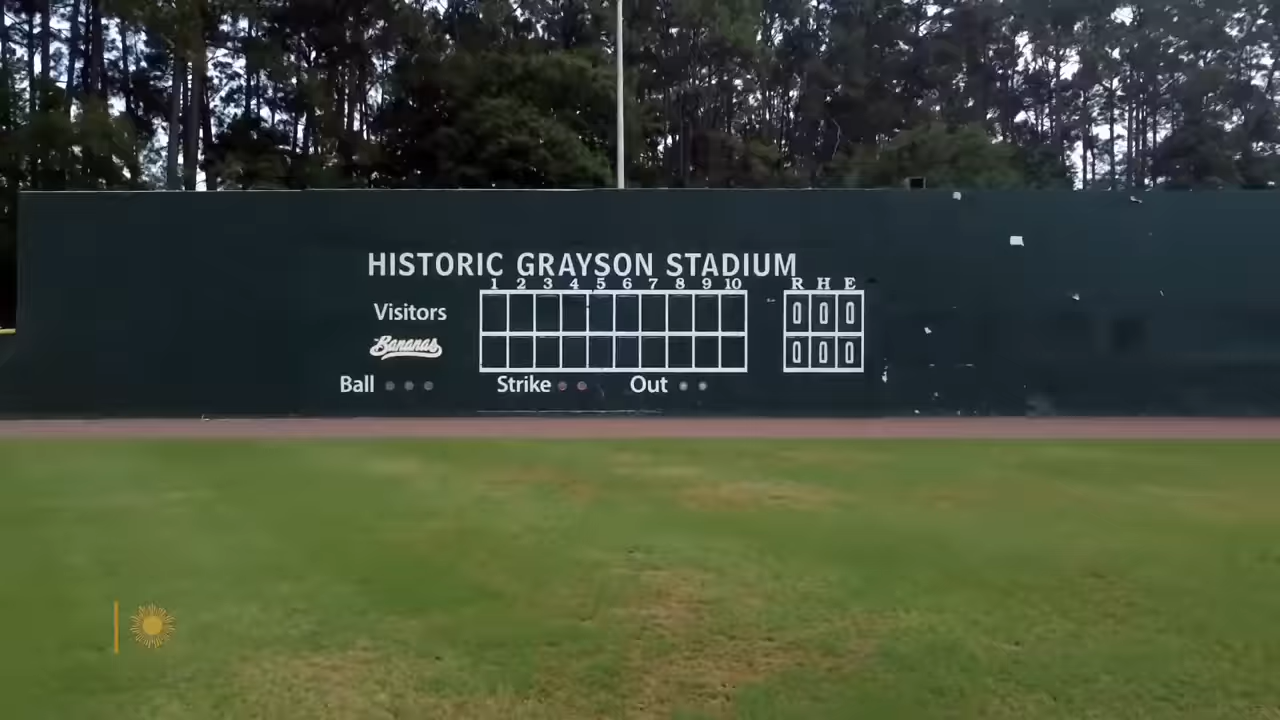 HISTORIC GRAYSON STADIUM
1 2 3 4 5 6 7 8 9 10 R H E
Visitors 0 0 0
Bananas 0 0 0
Ball Strike Out